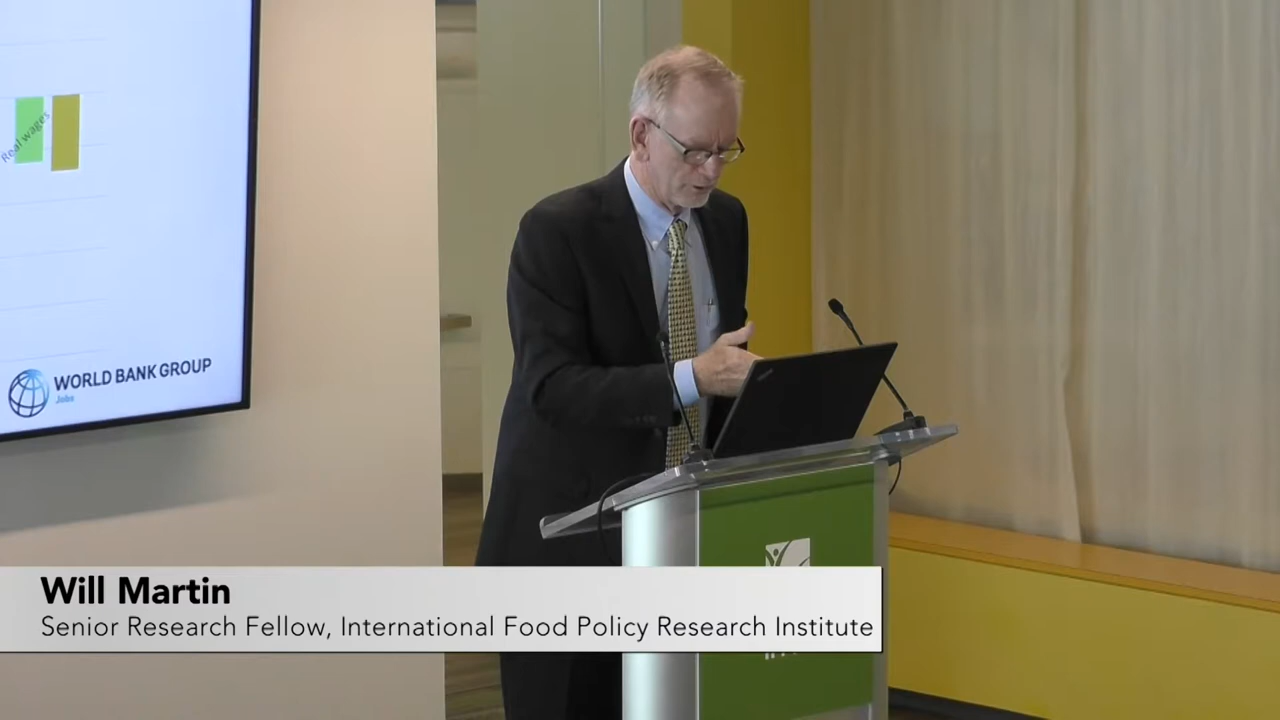 Real wages
WORLD BANK GROUP
Jobs
Will Martin
Senior Research Fellow, International Food Policy Research Institute